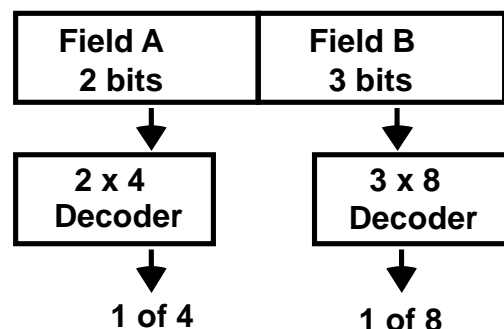 Field A
2 bits
Field B
3 bits
2 x 4
Decoder
3 x 8
Decoder
1 of 4
1 of 8